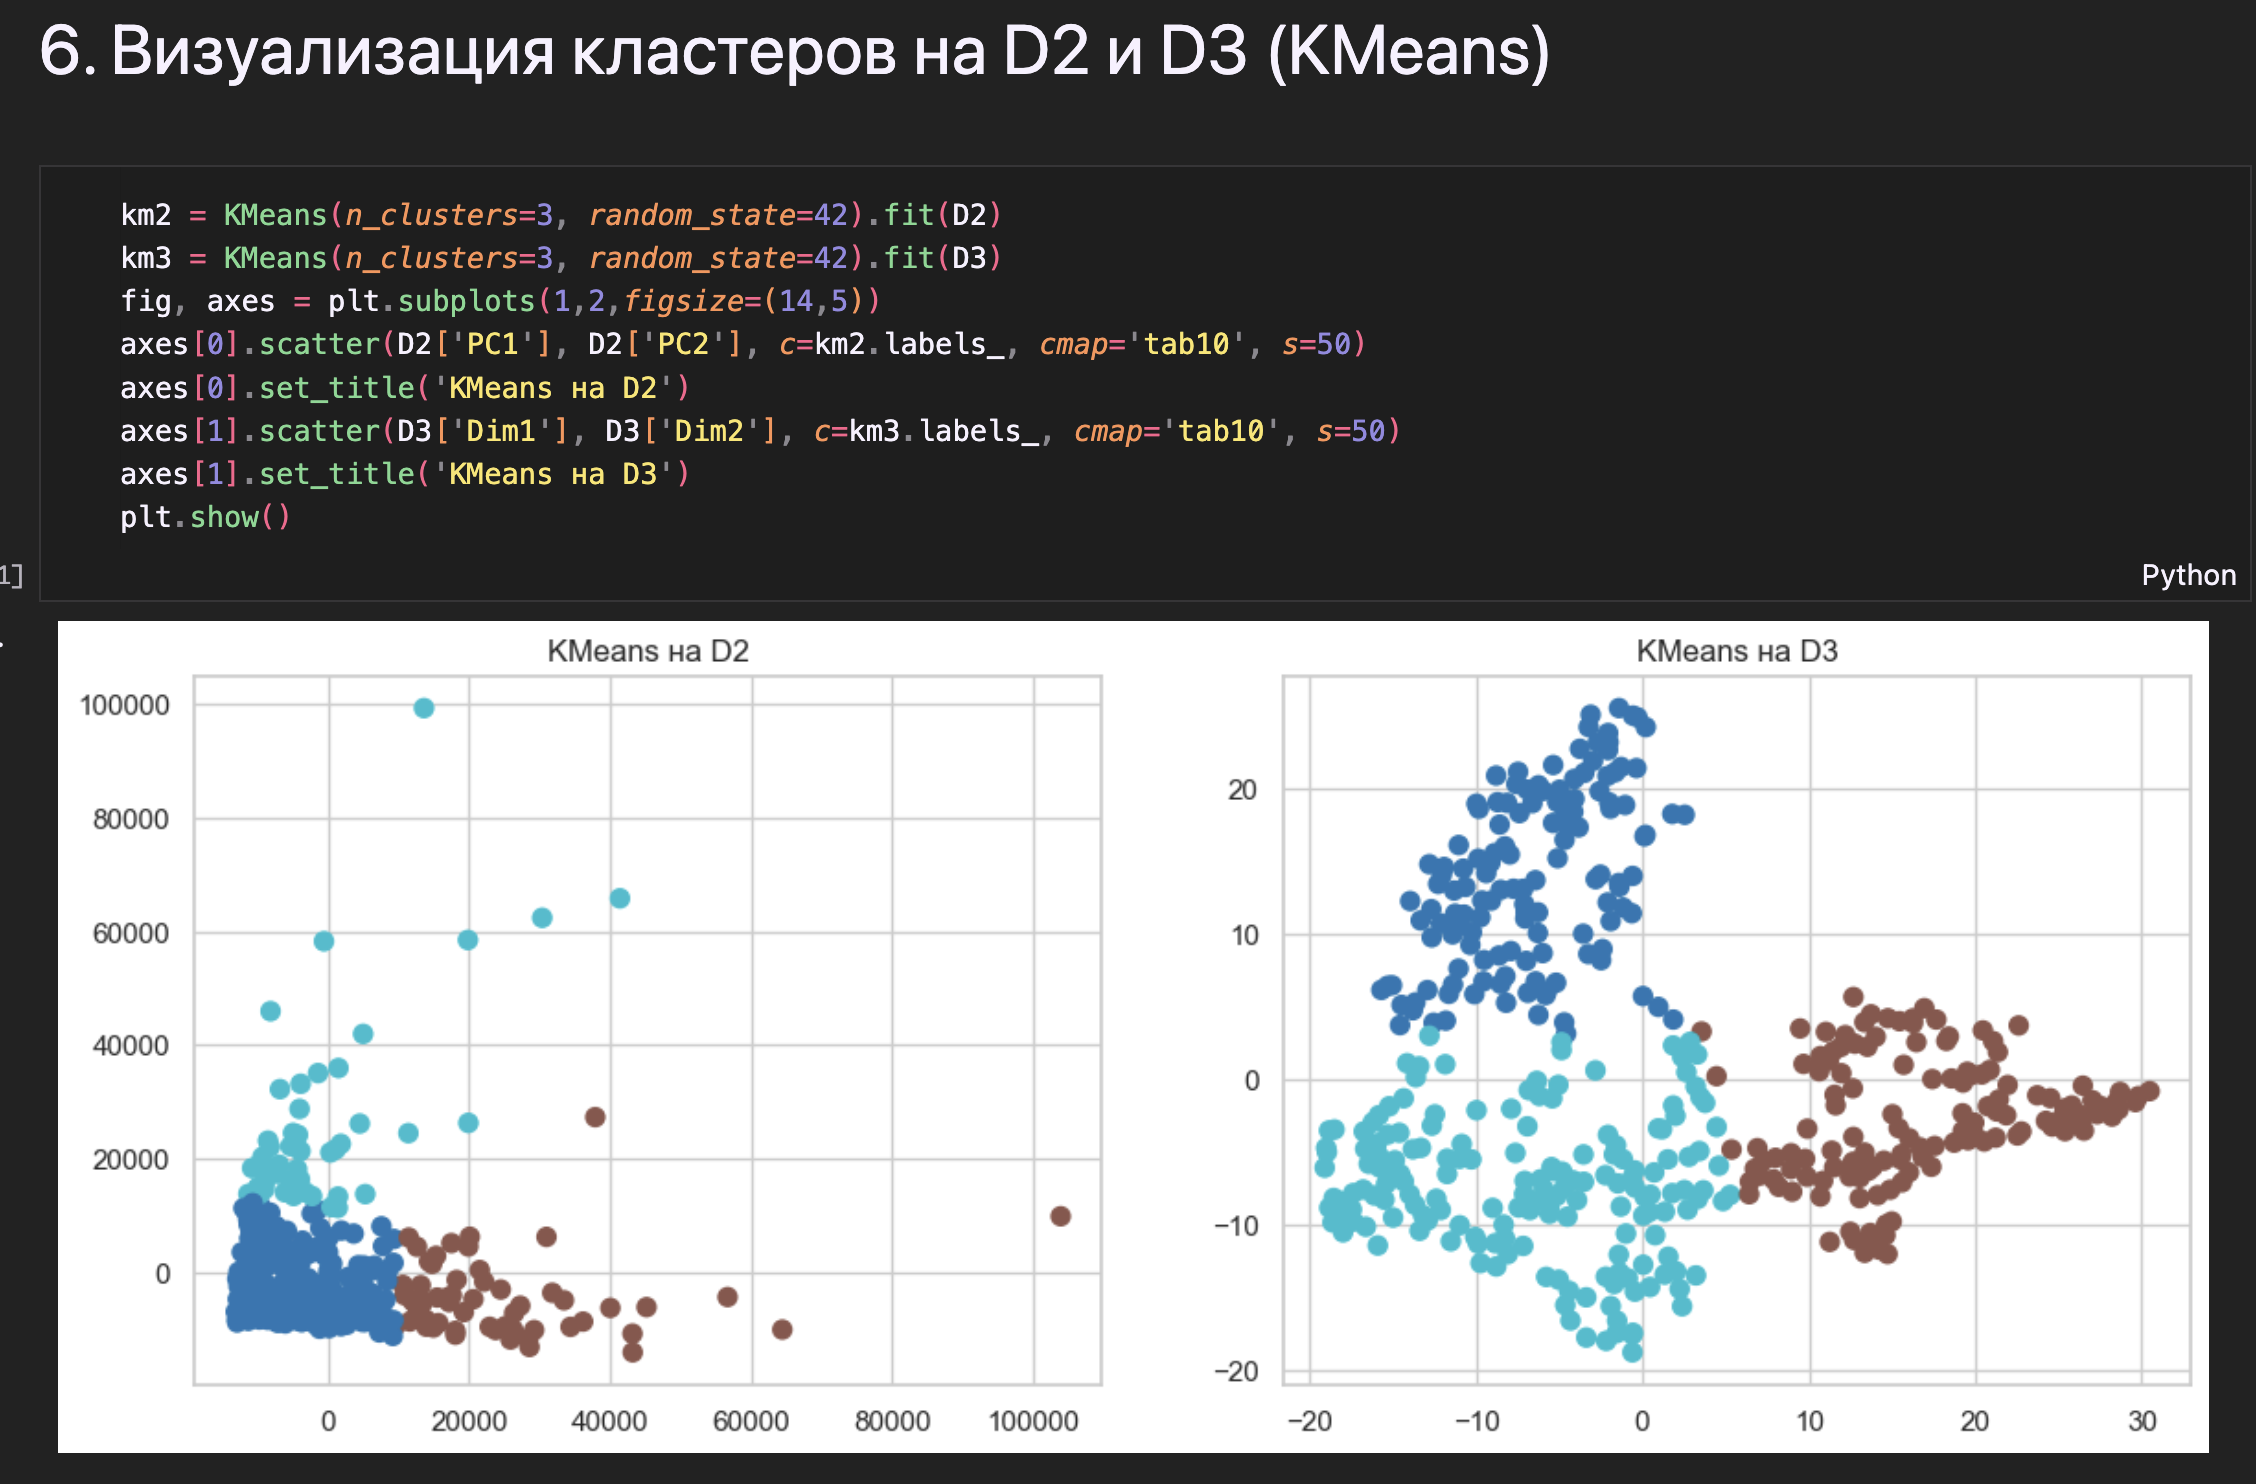 6. Визуализация кластеров на D2 и D3 (KMeans)
km2 = KMeans(n_clusters=3, random_state=42).fit(D2)
km3 = KMeans(n_clusters=3, random_state=42).fit(D3)
fig, axes = plt.subplots(1,2,figsize=(14,5))
axes[0].scatter(D2['PC1'], D2['PC2'], c=km2.labels_, cmap='tab10', s=50)
axes[0].set_title('KMeans на D2')
axes[1].scatter(D3['Dim1'], D3['Dim2'], c=km3.labels_, cmap='tab10', s=50)
axes[1].set_title('KMeans на D3')
plt.show()
1]
Python
KMeans на D2
100000
80000
60000
40000
20000
0
0 20000 40000 60000 80000 100000
KMeans на D3
20
10
0
−10
−20
−20 −10 0 10 20 30